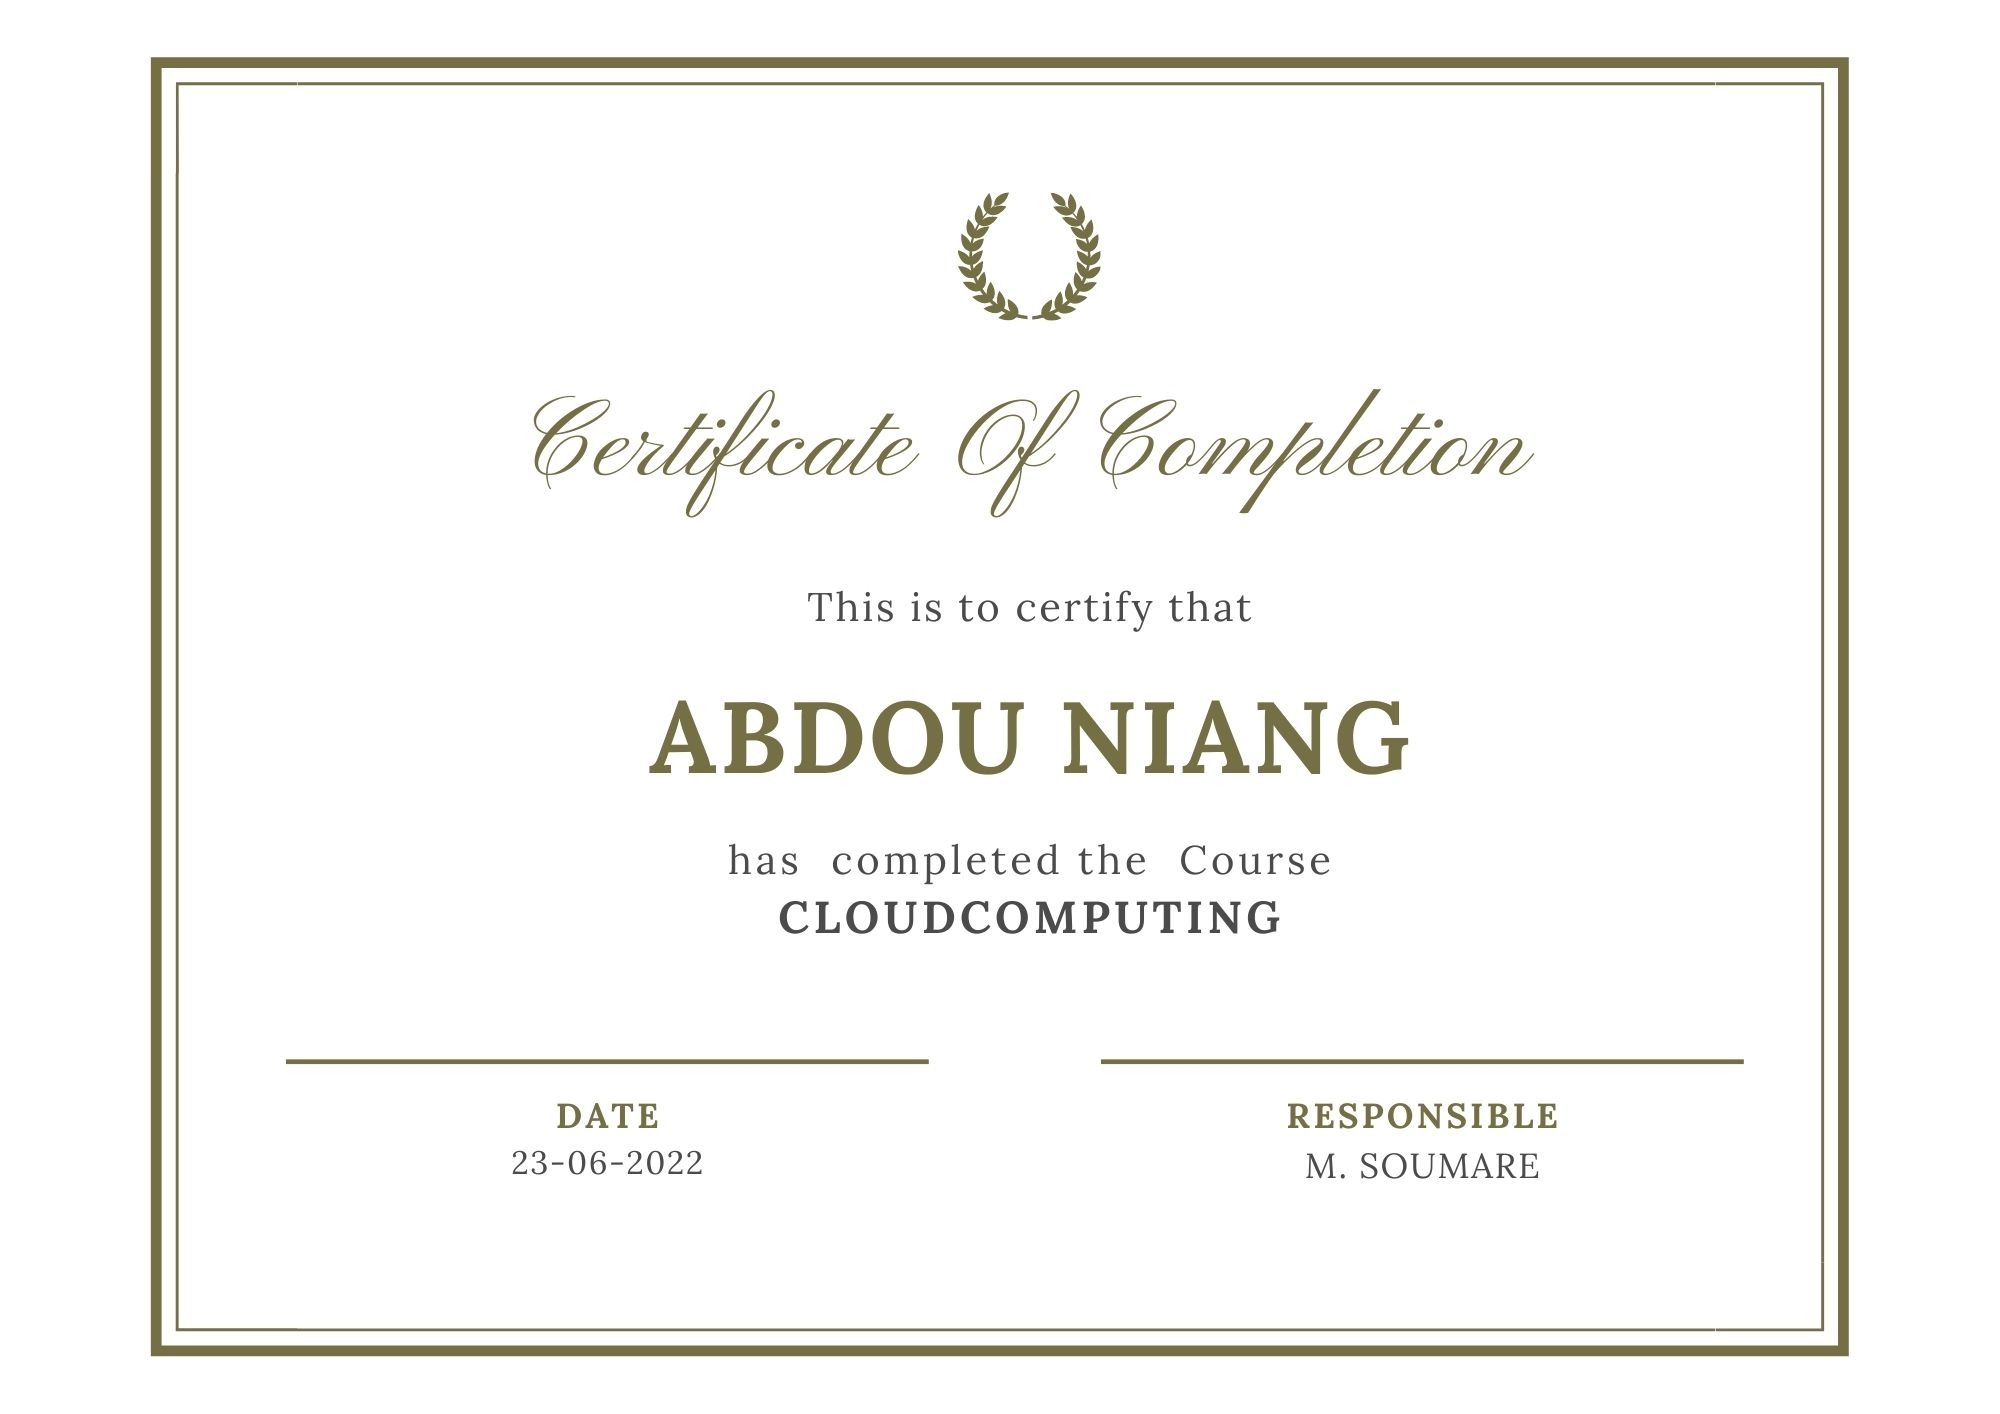 Certificate Of Completion
This is to certify that
ABDOU NIANG
has completed the Course
CLOUDCOMPUTING
DATE
23-06-2022
RESPONSIBLE
M. SOUMARE